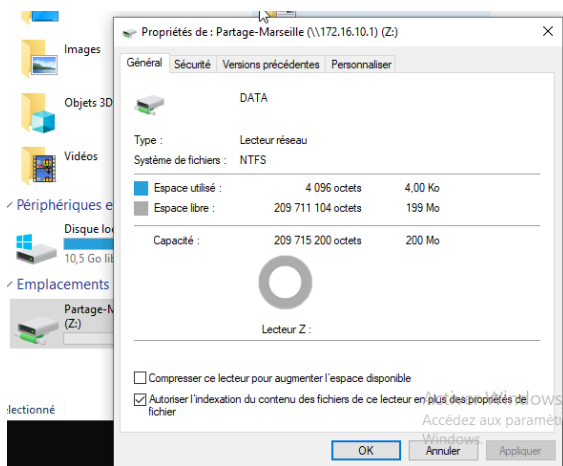 Propriétés de : Partage-Marseille (\\172.16.10.1) (Z:)
Images
Général Sécurité Versions précédentes Personnaliser
Objets 3D
DATA
Type : Lecteur réseau
Vidéos
Système de fichiers : NTFS
Espace utilisé : 4 096 octets 4,00 Ko
Périphériques e
Espace libre : 209 711 104 octets 199 Mo
Disque lo
Capacité : 209 715 200 octets 200 Mo
10,5 Go lib
Emplacements
Partage-M
(Z:)
Lecteur Z :
Compresser ce lecteur pour augmenter l'espace disponible
Autoriser l'indexation du contenu des fichiers de ce lecteur en plus des propriétés de
fichier
Activer Windows
électionné
Accédez aux paramètr
Windows.
OK Annuler Appliquer